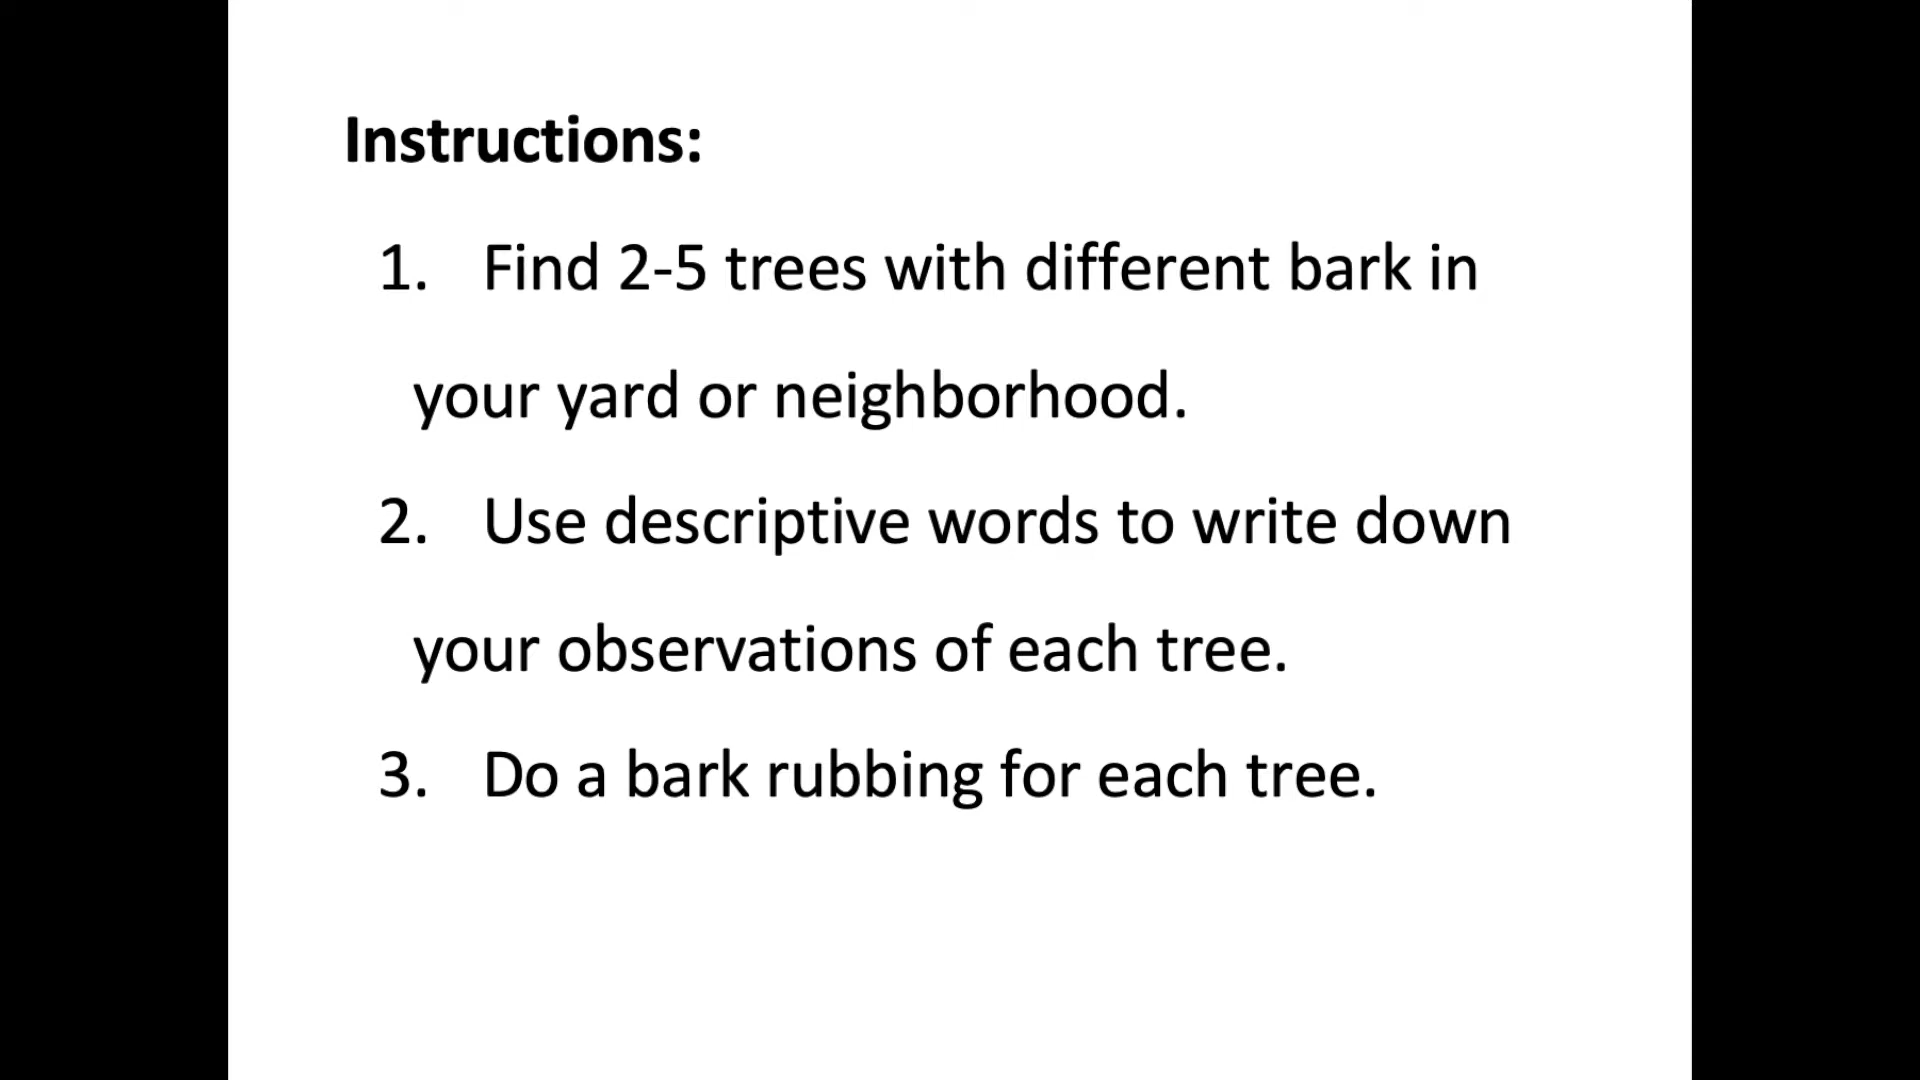 Instructions:
1. Find 2-5 trees with different bark in
your yard or neighborhood.
2. Use descriptive words to write down
your observations of each tree.
3. Do a bark rubbing for each tree.